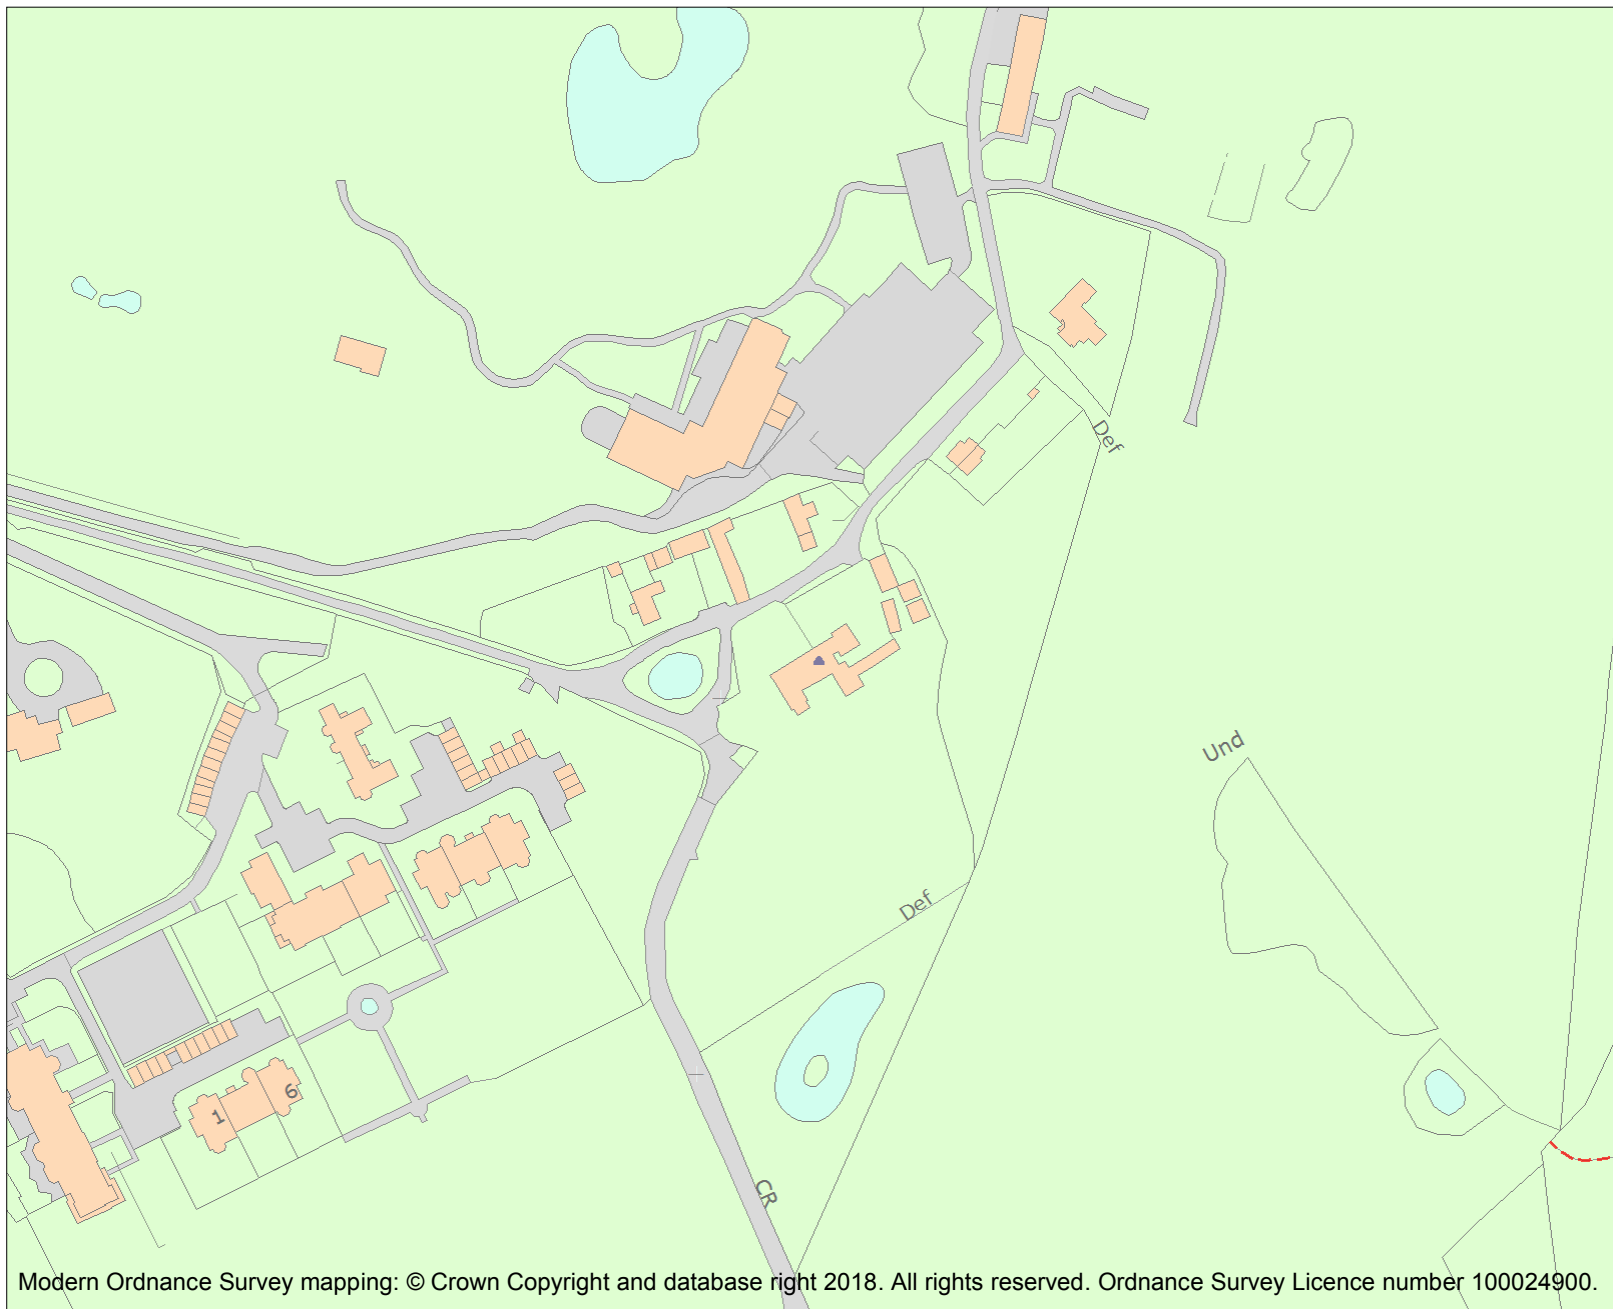 Def
Und
Def
6
1
CR
Modern Ordnance Survey mapping: © Crown Copyright and database right 2018. All rights reserved. Ordnance Survey Licence number 100024900.